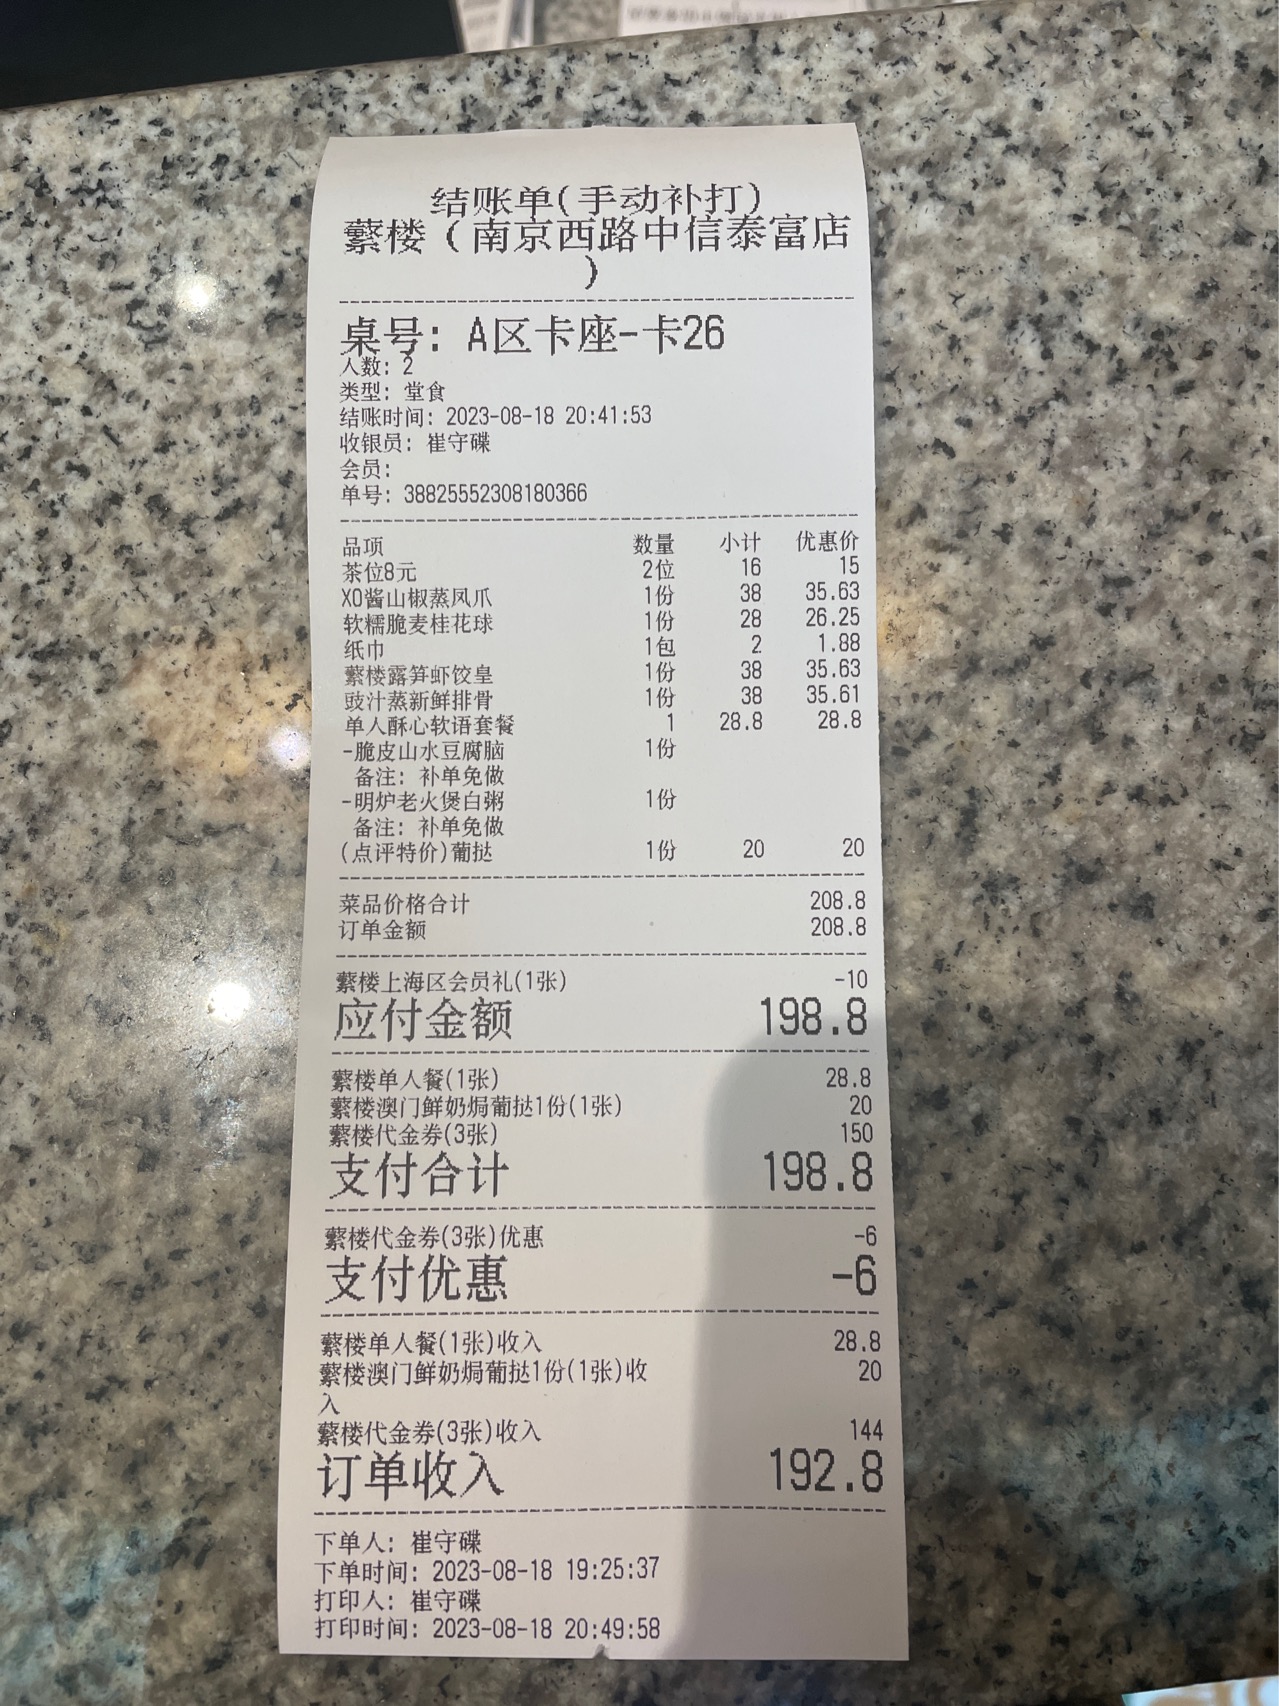 结账单(手动补打)
蘩楼（南京西路中信泰富店
）
桌号: A区卡座-卡26
人数: 2
类型: 堂食
结账时间: 2023-08-18 20:41:53
收银员: 崔守碟
会员:
单号: 38825552308180366
品项 数量 小计 优惠价
茶位8元 2位 16 15
XO酱山椒蒸凤爪 1份 38 35.63
软糯脆麦桂花球 1份 28 26.25
纸巾 1包 2 1.88
蘩楼露笋虾饺皇 1份 38 35.63
豉汁蒸新鲜排骨 1份 38 35.61
单人酥心软语套餐 1 28.8 28.8
-脆皮山水豆腐脑 1份
备注: 补单免做
-明炉老火煲白粥 1份
备注: 补单免做
(点评特价)葡挞 1份 20 20
菜品价格合计 208.8
订单金额 208.8
蘩楼上海区会员礼(1张) -10
应付金额 198.8
蘩楼单人餐(1张) 28.8
蘩楼澳门鲜奶焗葡挞1份(1张) 20
蘩楼代金券(3张) 150
支付合计 198.8
蘩楼代金券(3张)优惠 -6
支付优惠 -6
蘩楼单人餐(1张)收入 28.8
蘩楼澳门鲜奶焗葡挞1份(1张)收 20
入
蘩楼代金券(3张)收入 144
订单收入 192.8
下单人: 崔守碟
下单时间: 2023-08-18 19:25:37
打印人: 崔守碟
打印时间: 2023-08-18 20:49:58